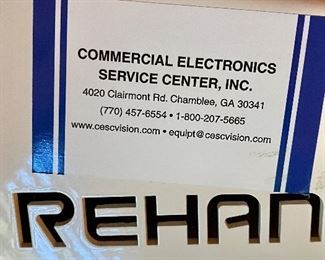 COMMERCIAL ELECTRONICS
SERVICE CENTER, INC.
4020 Clairmont Rd. Chamblee, GA 30341
(770) 457-6554 • 1-800-207-5665
www.cescvision.com • equipt@cescvision.com
REHAN